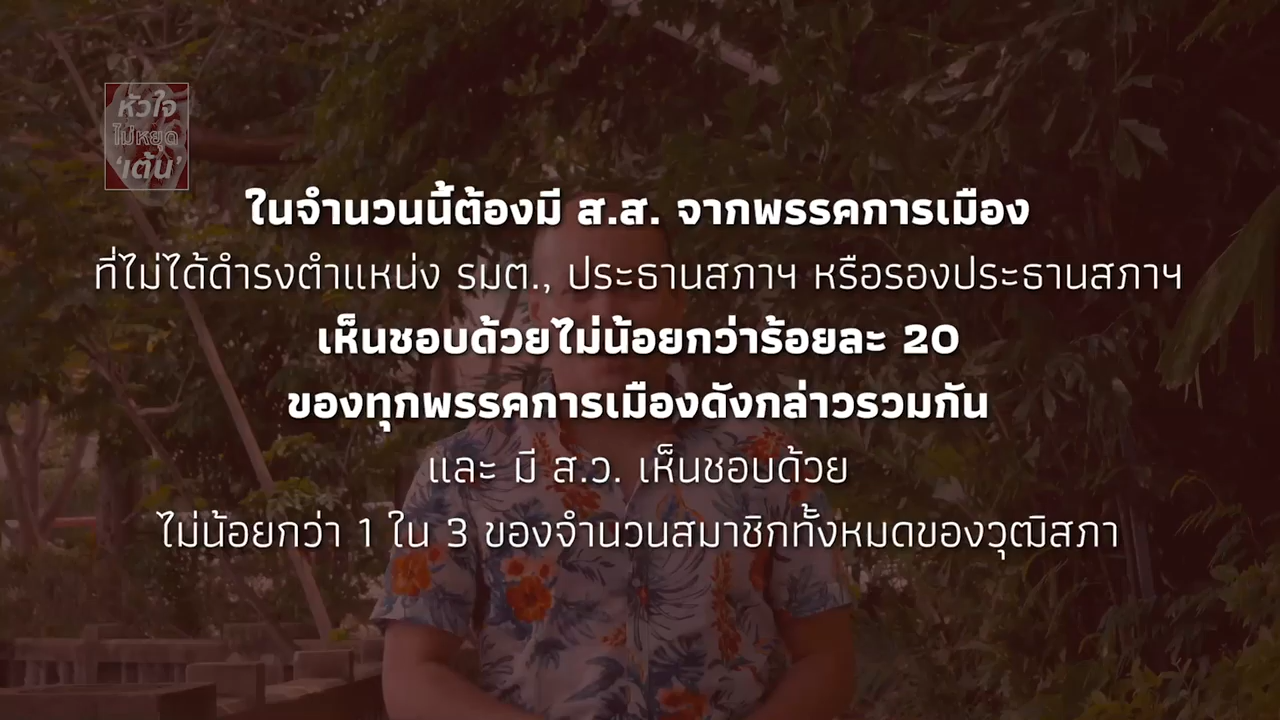 หัวใจ
ไม่หยุด
‘เต้น’
ในจำนวนนี้ต้องมี ส.ส. จากพรรคการเมือง
ที่ไม่ได้ดำรงตำแหน่ง รมต., ประธานสภาฯ หรือรองประธานสภาฯ
เห็นชอบด้วยไม่น้อยกว่าร้อยละ 20
ของทุกพรรคการเมืองดังกล่าวรวมกัน
และ มี ส.ว. เห็นชอบด้วย
ไม่น้อยกว่า 1 ใน 3 ของจำนวนสมาชิกทั้งหมดของวุฒิสภา